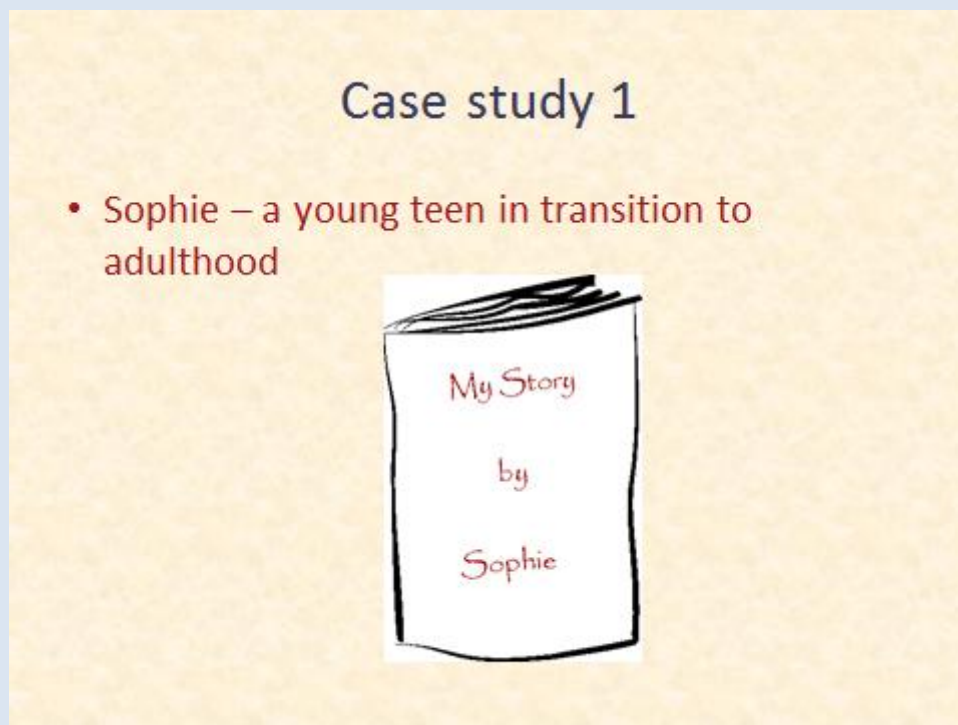 Case study 1
• Sophie – a young teen in transition to
adulthood
My Story
by
Sophie